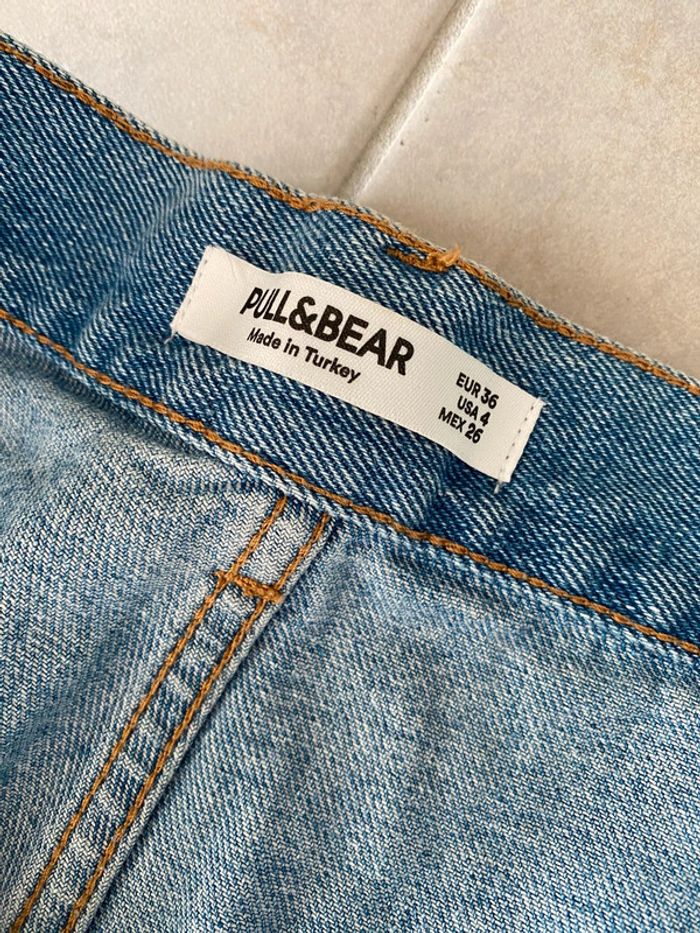 PULL&BEAR
Made in Turkey
EUR 36
USA 4
MEX 26